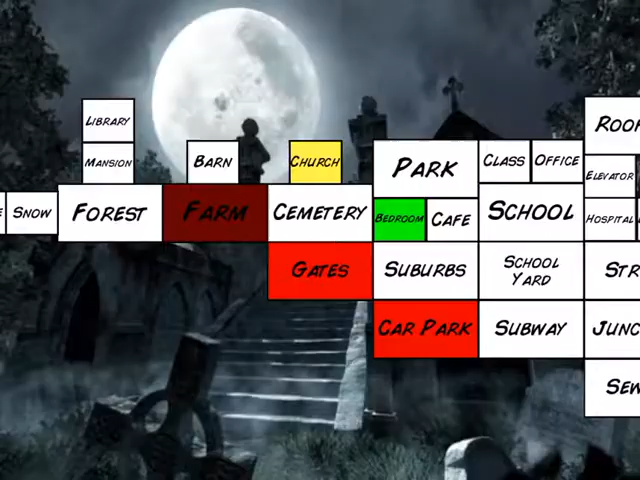 LIBRARY
MANSION
BARN
CHURCH
PARK
CLASS
OFFICE
ELEVATOR
SNOW
FOREST
FARM
CEMETERY
BEDROOM
CAFE
SCHOOL
HOSPITAL
GATES
SUBURBS
SCHOOL
YARD
CAR PARK
SUBWAY